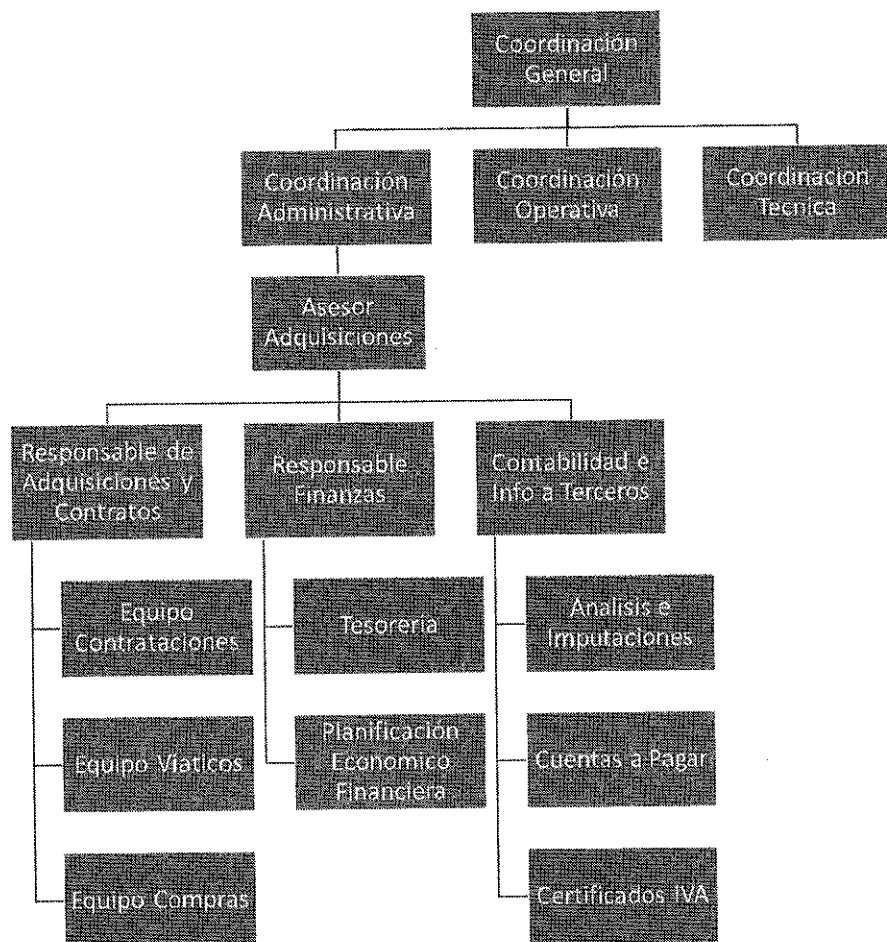 Coordinación
General
Coordinación
Administrativa
Coordinación
Operativa
Coordinacion
Tecnica
Asesor
Adquisiciones
Responsable de
Adquisiciones y
Contratos
Responsable
Finanzas
Contabilidad e
Info a Terceros
Equipo
Contrataciones
Equipo Viaticos
Equipo Compras
Tesorería
Planificación
Economico
Financiera
Analisis e
Imputaciones
Cuentas a Pagar
Certificados IVA